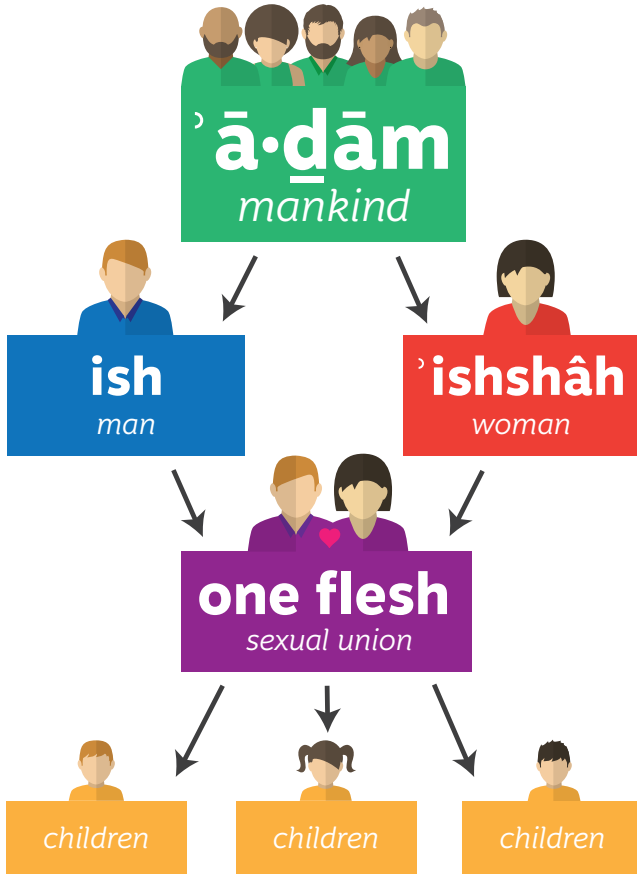 ʾā·ḏām
mankind
ish
man
ʾishshâh
woman
one flesh
sexual union
children
children
children